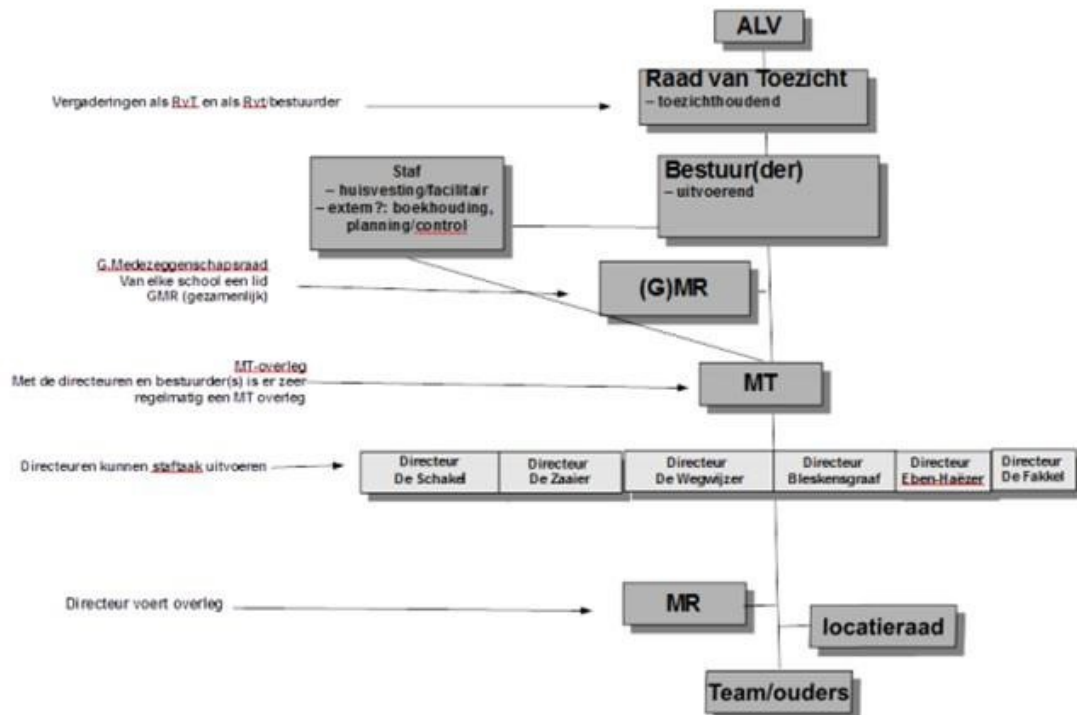 ALV
Raad van Toezicht
– toezichthoudend
Vergaderingen als RvT en als Rvt/bestuurder
Bestuur(der)
– uitvoerend
Staf
– huisvesting/facilitair
– extern?: boekhouding,
planning/control
G.Medezeggenschapsraad
Van elke school een lid
GMR (gezamenlijk)
(G)MR
MT-overleg
Met de directeuren en bestuurder(s) is er zeer
regelmatig een MT overleg
MT
Directeuren kunnen staftaak uitvoeren
Directeur
De Schakel
Directeur
De Zaaier
Directeur
De Wegwijzer
Directeur
Bleskensgraaf
Directeur
Eben-Haëzer
Directeur
De Fakkel
Directeur voert overleg
MR
locatieraad
Team/ouders